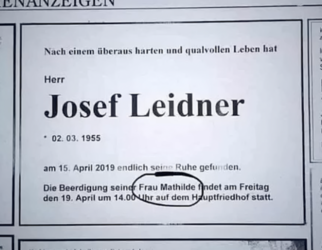 ENANZEIGEN
Nach einem überaus harten und qualvollen Leben hat
Herr
Josef Leidner
* 02. 03. 1955
am 15. April 2019 endlich seine Ruhe gefunden.
Die Beerdigung seiner Frau Mathilde findet am Freitag
den 19. April um 14.00 Uhr auf dem Hauptfriedhof statt.